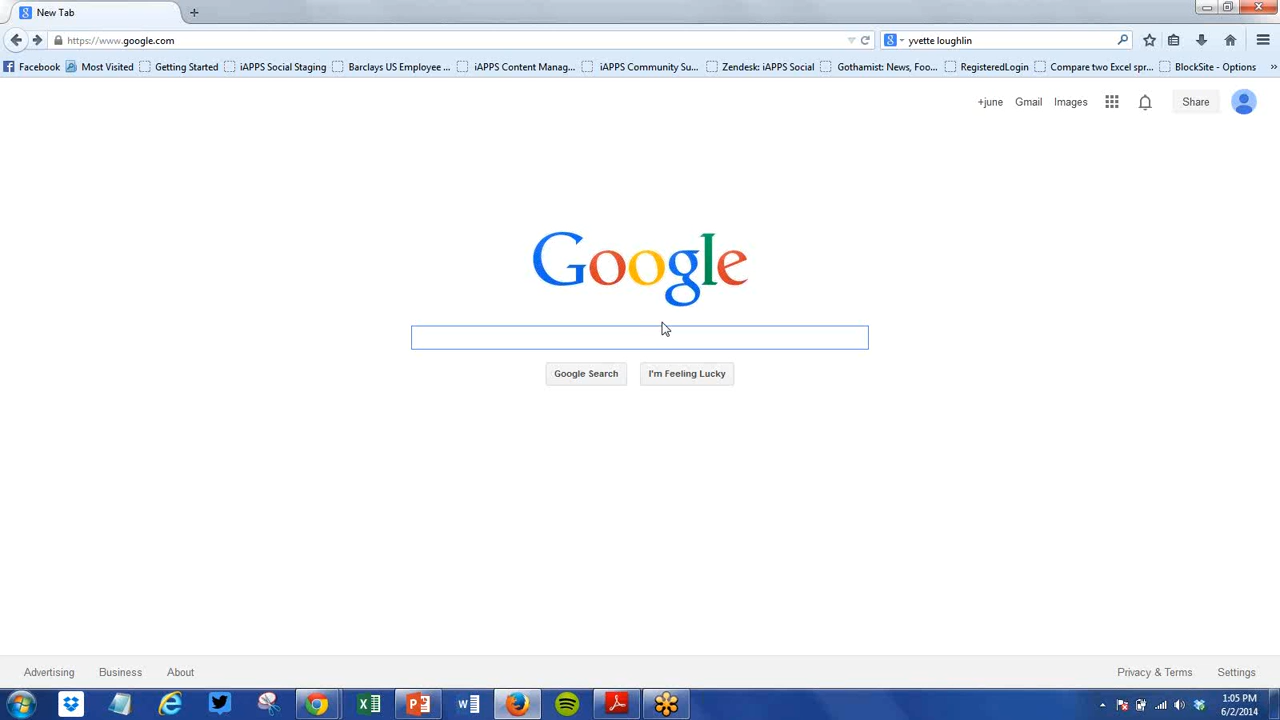 New Tab
https://www.google.com
yvette loughlin
Facebook Most Visited Getting Started iAPPS Social Staging Barclays US Employee ... iAPPS Content Manag... iAPPS Community Su... Zendesk: iAPPS Social Gothamist: News, Foo... RegisteredLogin Compare two Excel spr... BlockSite - Options
+june Gmail Images Share
Google
Google Search I'm Feeling Lucky
Advertising Business About Privacy & Terms Settings
1:05 PM
6/2/2014